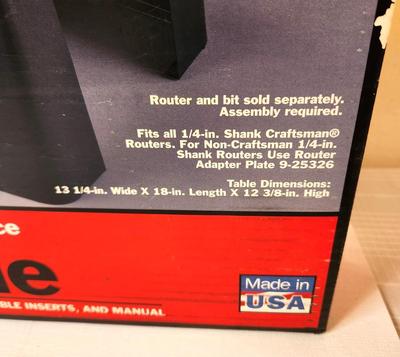 Router and bit sold separately.
Assembly required.
Fits all 1/4-in. Shank Craftsman®
Routers. For Non-Craftsman 1/4-in.
Shank Routers Use Router
Adapter Plate 9-25326
Table Dimensions:
13 1/4-in. Wide X 18-in. Length X 12 3/8-in. High
INSERTS, AND MANUAL
Made in
USA